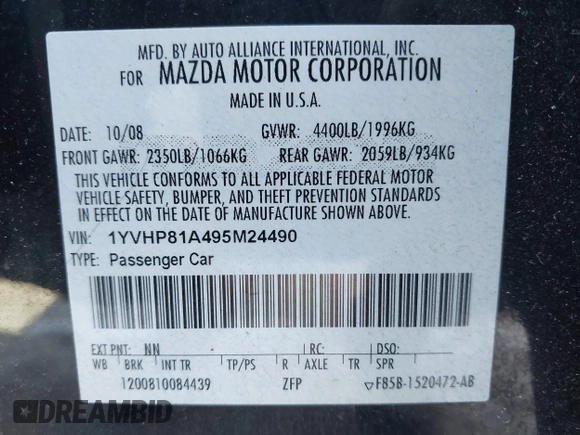 MFD. BY AUTO ALLIANCE INTERNATIONAL, INC.
FOR MAZDA MOTOR CORPORATION
MADE IN U.S.A.
DATE: 10/08 GVWR: 4400LB/1996KG
FRONT GAWR: 2350LB/1066KG REAR GAWR: 2059LB/934KG
THIS VEHICLE CONFORMS TO ALL APPLICABLE FEDERAL MOTOR
VEHICLE SAFETY, BUMPER, AND THEFT PREVENTION STANDARDS
IN EFFECT ON THE DATE OF MANUFACTURE SHOWN ABOVE.
VIN: 1YVHP81A495M24490
TYPE: Passenger Car
EXT PNT: NN RC: DSO:
WB BRK INT TR TP/PS R AXLE TR SPR
1200810084439 ZFP F85B-1520472-AB
DREAMBID